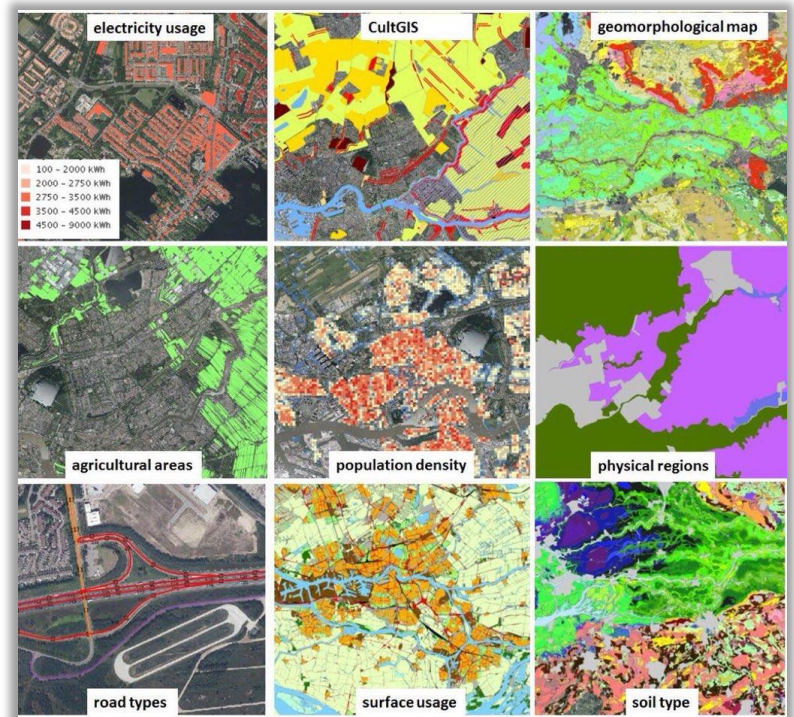 electricity usage
CultGIS
geomorphological map
100 – 2000 kWh
2000 – 2750 kWh
2750 – 3500 kWh
3500 – 4500 kWh
4500 – 9000 kWh
agricultural areas
population density
physical regions
road types
surface usage
soil type